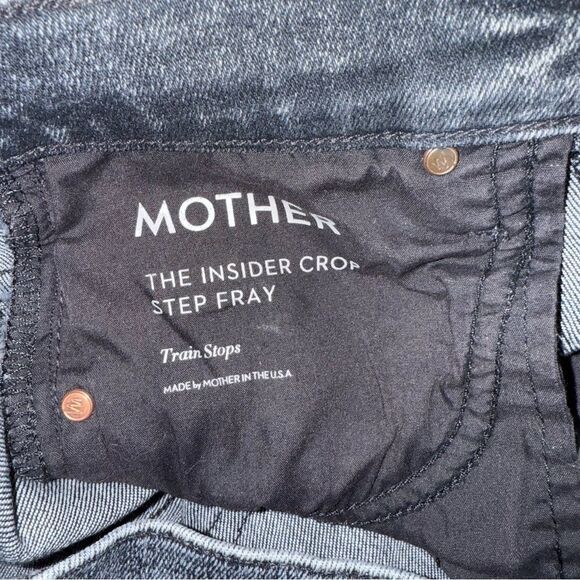 MOTHER
THE INSIDER CROP
STEP FRAY
Train Stops
MADE by MOTHER IN THE U.S.A